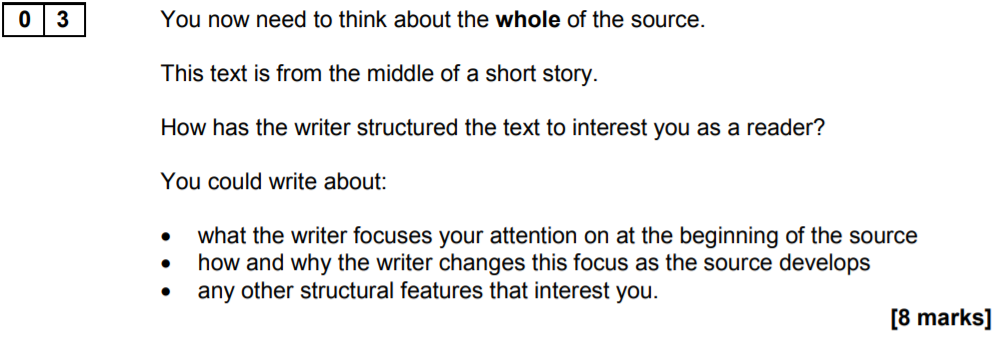 0 3 You now need to think about the whole of the source.
This text is from the middle of a short story.
How has the writer structured the text to interest you as a reader?
You could write about:
• what the writer focuses your attention on at the beginning of the source
• how and why the writer changes this focus as the source develops
• any other structural features that interest you.
[8 marks]